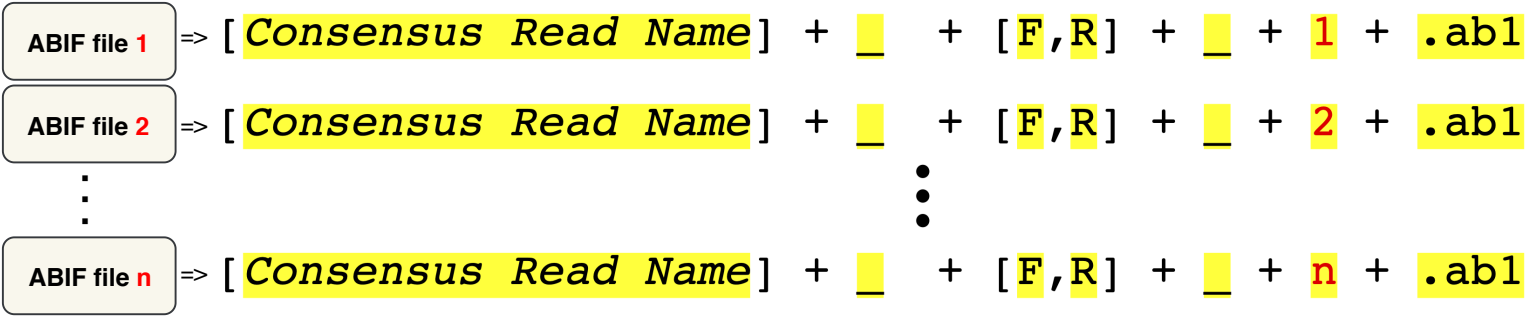 ABIF file 1 => [Consensus Read Name] + _ + [F,R] + _ + 1 + .ab1
ABIF file 2 => [Consensus Read Name] + _ + [F,R] + _ + 2 + .ab1
ABIF file n => [Consensus Read Name] + _ + [F,R] + _ + n + .ab1